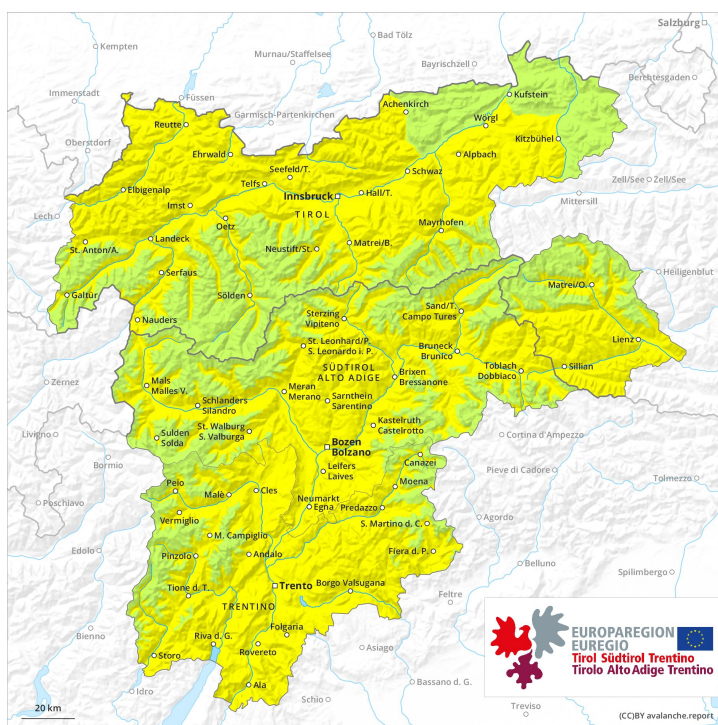 Salzburg
Kempten
Bad Tölz
Murnau/Staffelsee
Bayrischzell
Berchtesgaden
Immenstadt
Füssen
Garmisch-Partenkirchen
Achenkirch
Kufstein
Reutte
Wörgl
Oberstdorf
Ehrwald
Kitzbühel
Alpbach
Seefeld/T.
Schwaz
Zell/See
Zell/See
Telfs
Elbigenalp
Innsbruck
Hall/T.
Mittersill
Imst
Lech
TIROL
Oetz
Mayrhofen
St. Anton/A.
Landeck
Neustift/St.
Matrei/B.
Serfaus
Heiligenblut
Galtür
Sölden
Matrei/O.
Nauders
Sterzing
Vipiteno
Sand/T.
Campo Tures
Lienz
St. Leonhard/P.
S. Leonardo i. P.
Bruneck
Brunico
Toblach
Dobbiaco
Sillian
SÜDTIROL
ALTO ADIGE
Brixen
Bressanone
Zernez
Mals
Malles V.
Meran
Merano
Sarnthein
Sarentino
Schlanders
Silandro
Kastelruth
Castelrotto
St. Walburg
S. Valburga
Livigno
Sulden
Solda
Bozen
Bolzano
Cortina d'Ampezzo
Bormio
Leifers
Laives
Canazei
Pieve di Cadore
Tolmezzo
Peio
Moena
Malè
Cles
Neumarkt
Egna
Predazzo
Poschiavo
Vermiglio
Agordo
S. Martino d. C.
M. Campiglio
Edolo
Pinzolo
Andalo
Fiera d. P.
Belluno
Spilimbergo
Tione d. T.
Trento
Borgo Valsugana
Feltre
TRENTINO
Bienno
Riva d. G.
Folgaria
Storo
Rovereto
Asiago
Idro
Ala
Schio
Bassano d. G.
Treviso
EUROPAREGION
EUREGIO
Tirol Südtirol Trentino
Tirolo Alto Adige Trentino
20 km
(CC)BY avalanche.report